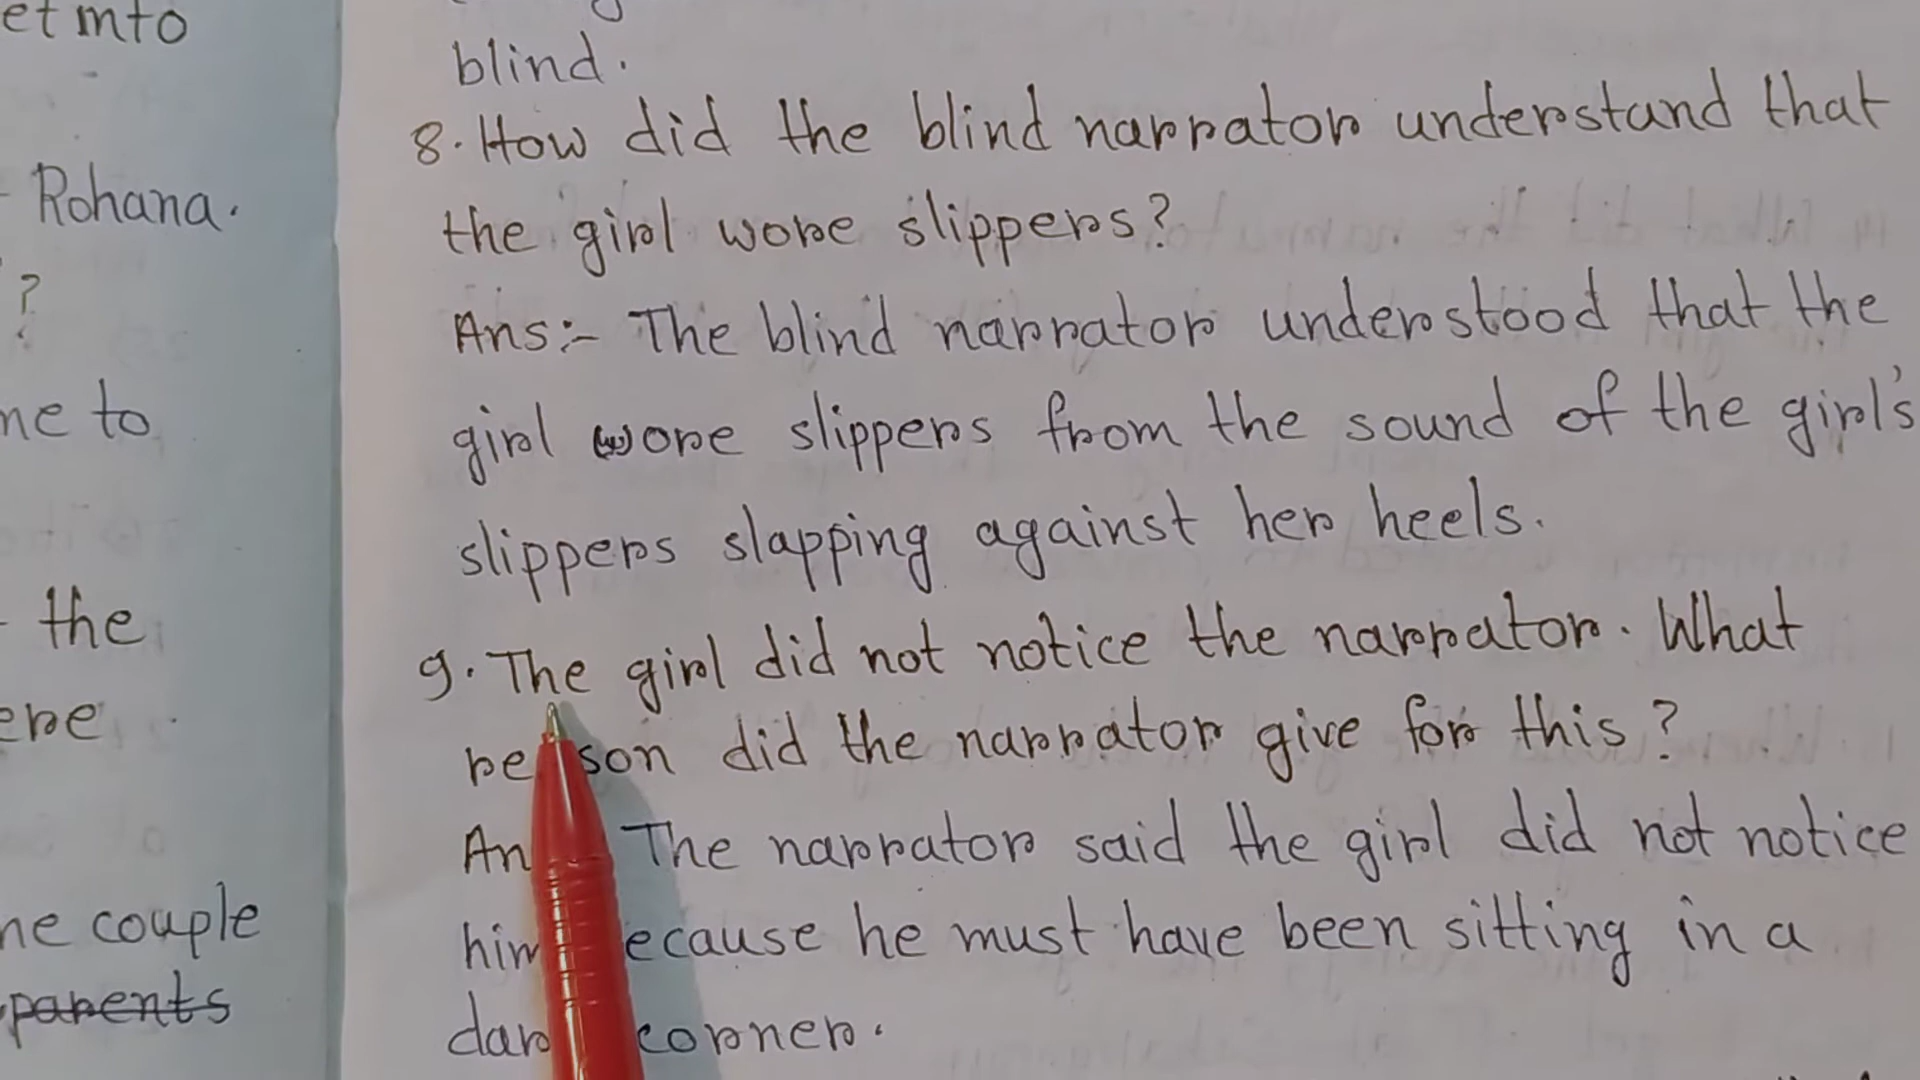 et mto
Rohana.
?
me to
the
ere
he couple
parents
blind.
8. How did the blind narrator understand that
the girl wore slippers?
Ans:- The blind narrator understood that the
girl wore slippers from the sound of the girl's
slippers slapping against her heels.
9. The girl did not notice the narrator. What
re son did the narrator give for this?
An The narrator said the girl did not notice
him ecause he must have been sitting in a
dar corner.